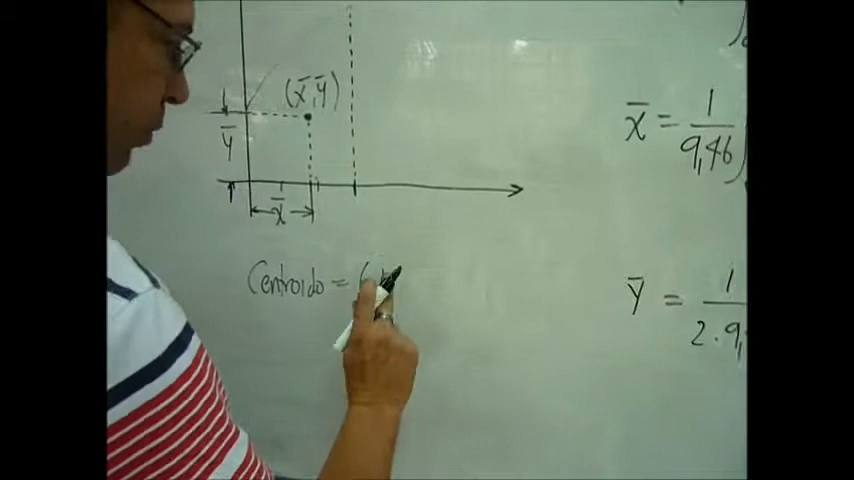 (x̄,ȳ)
ȳ
x̄
Centroide = (
x̄ = 1
9,46
ȳ = 1
2.9,